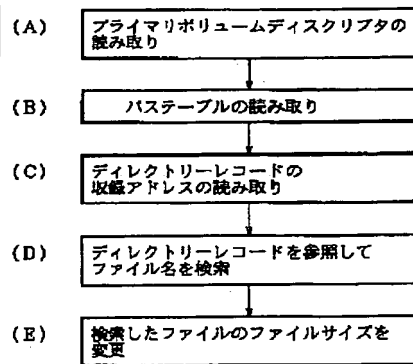 (A) プライマリボリュームディスクリプタの
読み取り
(B) パステーブルの読み取り
(C) ディレクトリーレコードの
収録アドレスの読み取り
(D) ディレクトリーレコードを参照して
ファイル名を検索
(E) 検索したファイルのファイルサイズを
変更